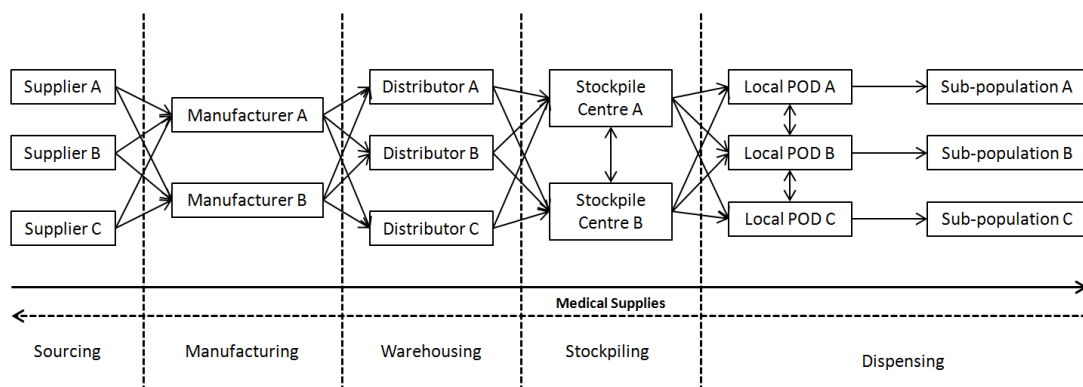 Supplier A
Supplier B
Supplier C
Manufacturer A
Manufacturer B
Distributor A
Distributor B
Distributor C
Stockpile
Centre A
Stockpile
Centre B
Local POD A
Local POD B
Local POD C
Sub-population A
Sub-population B
Sub-population C
Medical Supplies
Sourcing
Manufacturing
Warehousing
Stockpiling
Dispensing